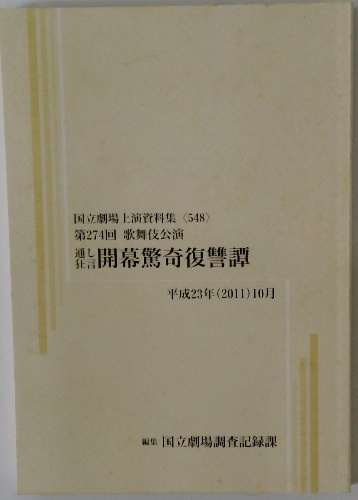 国立劇場上演資料集〈548〉
第274回 歌舞伎公演
通し狂言 開幕驚奇復讐譚
平成23年(2011)10月
編集 国立劇場調査記録課